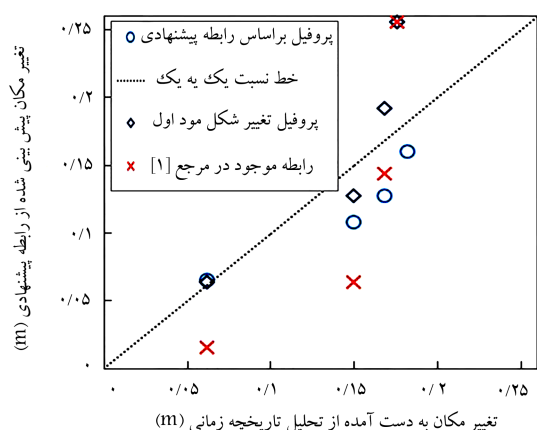 ۰/۲۵
۰/۲
۰/۱۵
۰/۱
۰/۰۵
۰
تغییر مکان پیش بینی شده از رابطه پیشنهادی (m)
پروفیل براساس رابطه پیشنهادی
خط نسبت یک یه یک
پروفیل تغییر شکل مود اول
رابطه موجود در مرجع [۱]
۰ ۰/۰۵ ۰/۱ ۰/۱۵ ۰/۲ ۰/۲۵
تغییر مکان به دست آمده از تحلیل تاریخچه زمانی (m)